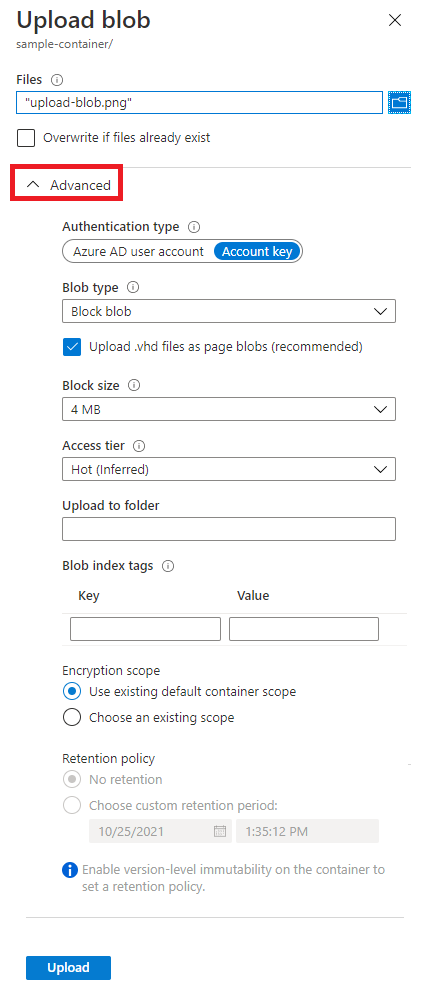 Upload blob
sample-container/
Files
"upload-blob.png"
Overwrite if files already exist
Advanced
Authentication type
Azure AD user account Account key
Blob type
Block blob
Upload .vhd files as page blobs (recommended)
Block size
4 MB
Access tier
Hot (Inferred)
Upload to folder
Blob index tags
Key Value
Encryption scope
Use existing default container scope
Choose an existing scope
Retention policy
No retention
Choose custom retention period:
10/25/2021 1:35:12 PM
Enable version-level immutability on the container to
set a retention policy.
Upload